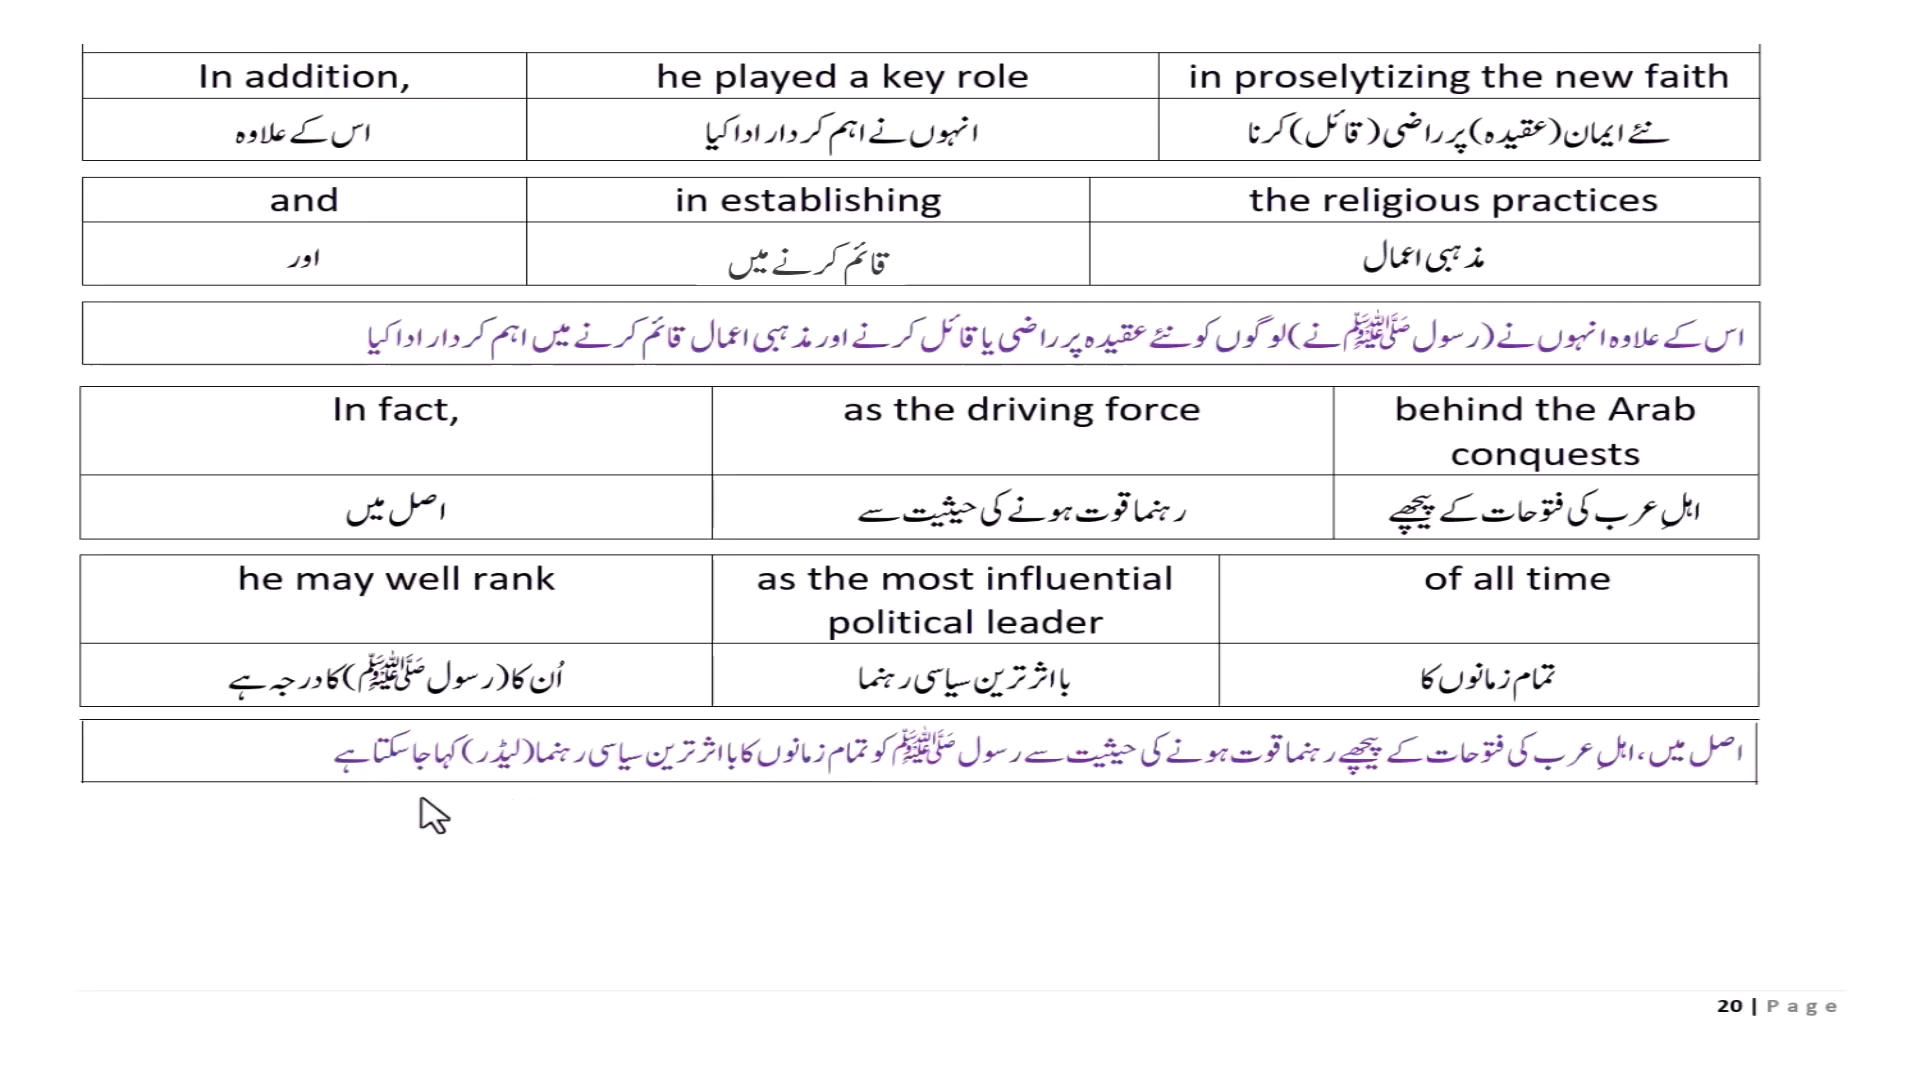 In addition, he played a key role in proselytizing the new faith
اس کے علاوہ انہوں نے اہم کردار ادا کیا نئے ایمان(عقیدہ)پر راضی(قائل)کرنا
and in establishing the religious practices
اور قائم کرنے میں مذہبی اعمال
اس کے علاوہ انہوں نے (رسول ﷺ نے)لوگوں کو نئے عقیدہ پر راضی یا قائل کرنے اور مذہبی اعمال قائم کرنے میں اہم کردار ادا کیا
In fact, as the driving force behind the Arab
conquests
اصل میں رہنما قوت ہونے کی حیثیت سے اہلِ عرب کی فتوحات کے پیچھے
he may well rank as the most influential of all time
political leader
اُن کا(رسول ﷺ)کا درجہ ہے بااثر ترین سیاسی رہنما تمام زمانوں کا
اصل میں، اہلِ عرب کی فتوحات کے پیچھے رہنما قوت ہونے کی حیثیت سے رسول ﷺ کو تمام زمانوں کا بااثر ترین سیاسی رہنما(لیڈر) کہا جا سکتا ہے
20 | Page